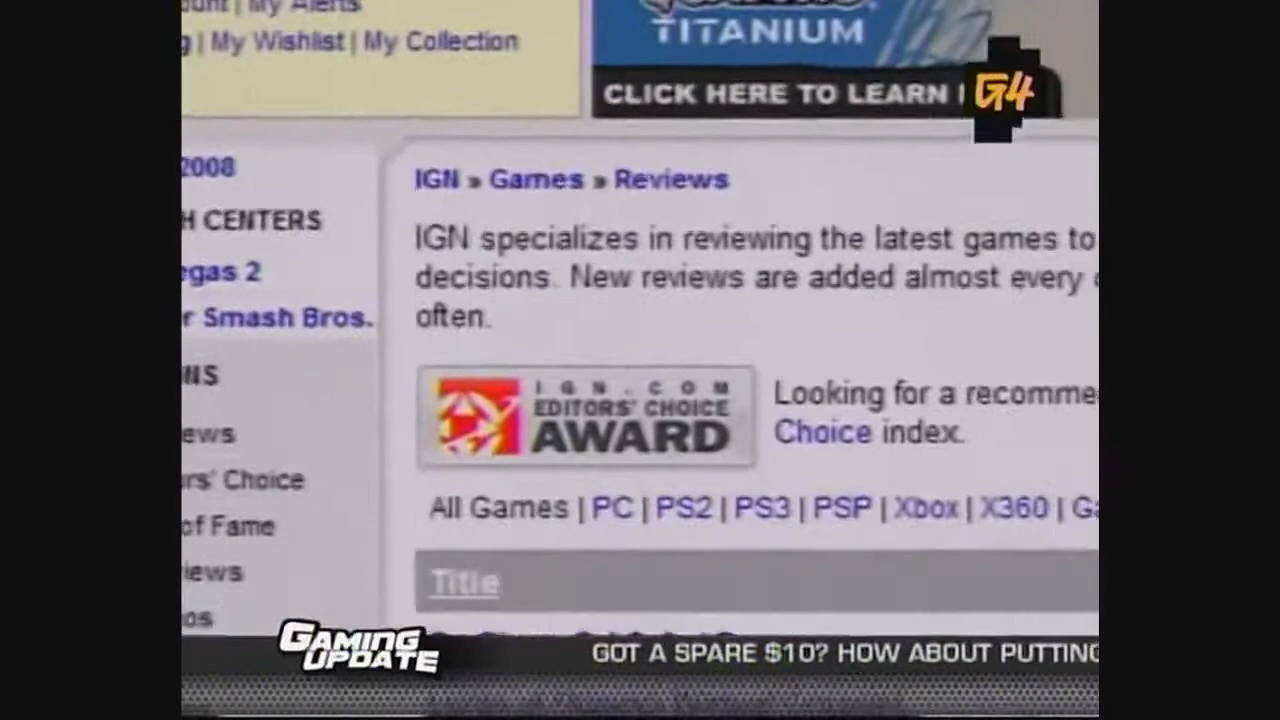 My Alerts
My Wishlist | My Collection
TITANIUM
CLICK HERE TO LEARN
G4
2008
IGN » Games » Reviews
CENTERS
IGN specializes in reviewing the latest games to
egas 2
decisions. New reviews are added almost every
r Smash Bros.
often.
NS
IGN.COM
EDITORS' CHOICE
AWARD
Looking for a recomme
Choice index.
ews
rs' Choice
All Games | PC | PS2 | PS3 | PSP | Xbox | X360 | Ga
of Fame
iews
Title
os
GAMING
UPDATE
GOT A SPARE $10? HOW ABOUT PUTTING